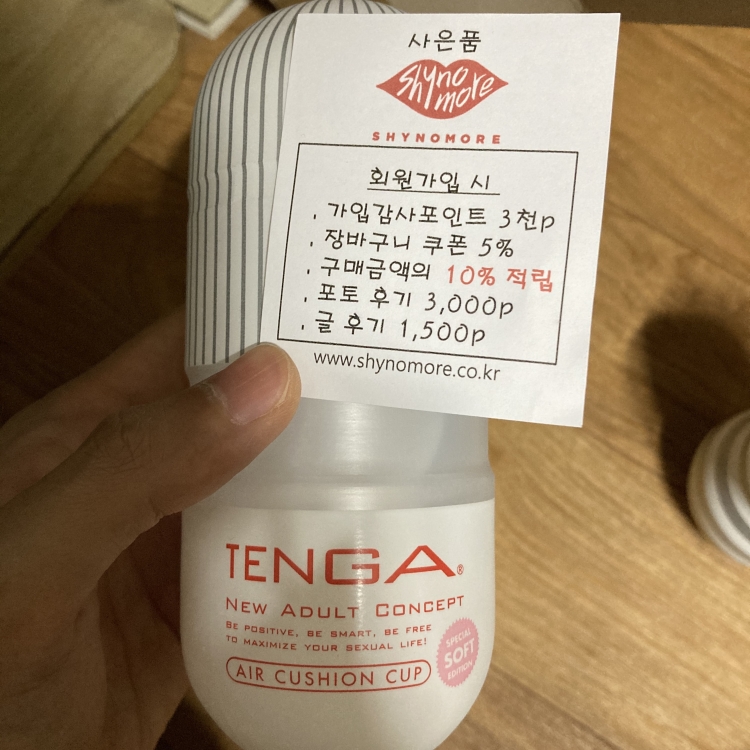 사은품
Shyno
more
SHYNOMORE
회원가입 시
. 가입감사포인트 3천p
. 장바구니 쿠폰 5%
. 구매금액의 10% 적립
. 포토 후기 3,000p
. 글 후기 1,500p
www.shynomore.co.kr
TENGA®
NEW ADULT CONCEPT
BE POSITIVE, BE SMART, BE FREE
TO MAXIMIZE YOUR SEXUAL LIFE!
AIR CUSHION CUP
SPECIAL
SOFT
EDITION